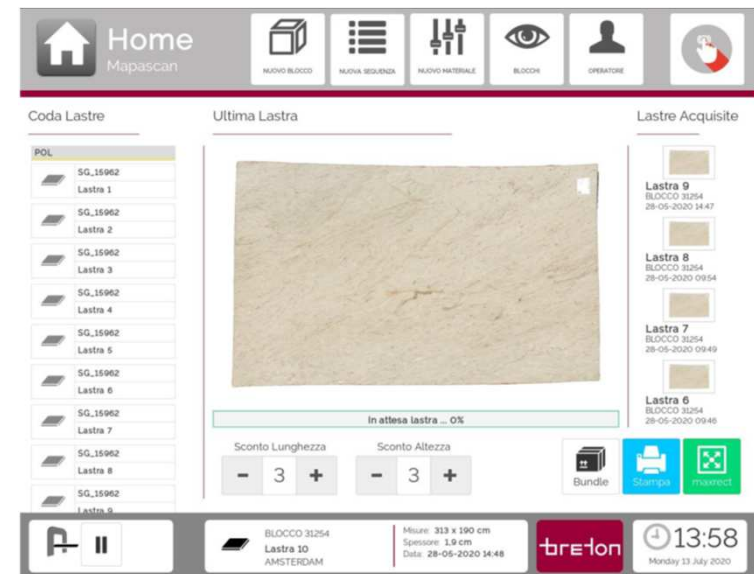 Home
Mapascan
NUOVO BLOCCO
NUOVA SEQUENZA
NUOVO MATERIALE
BLOCCHI
OPERATORE
Coda Lastre
Ultima Lastra
Lastre Acquisite
POL
SG_15962
Lastra 1
SG_15962
Lastra 2
SG_15962
Lastra 3
SG_15962
Lastra 4
SG_15962
Lastra 5
SG_15962
Lastra 6
SG_15962
Lastra 7
SG_15962
Lastra 8
SG_15962
Lastra 9
Lastra 9
BLOCCO 31254
28-05-2020 14:47
Lastra 8
BLOCCO 31254
28-05-2020 09:54
Lastra 7
BLOCCO 31254
28-05-2020 09:49
Lastra 6
BLOCCO 31254
28-05-2020 09:46
In attesa lastra ... 0%
Sconto Lunghezza
- 3 +
Sconto Altezza
- 3 +
Bundle
Stampa
maxrect
BLOCCO 31254
Lastra 10
AMSTERDAM
Misure: 313 x 190 cm
Spessore: 1,9 cm
Data: 28-05-2020 14:48
breton
13:58
Monday 13 July 2020